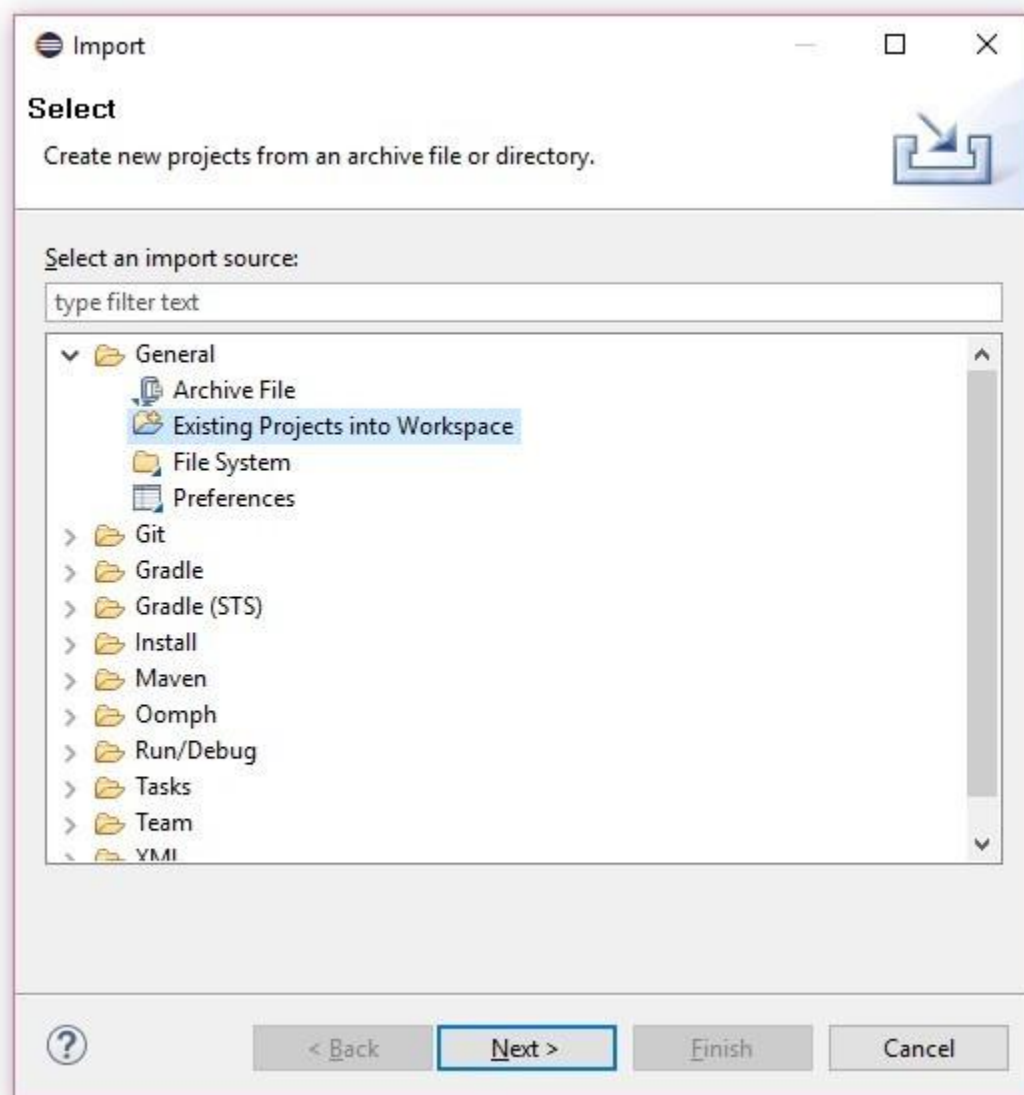 Import
Select
Create new projects from an archive file or directory.
Select an import source:
type filter text
General
Archive File
Existing Projects into Workspace
File System
Preferences
Git
Gradle
Gradle (STS)
Install
Maven
Oomph
Run/Debug
Tasks
Team
XML
? < Back Next > Finish Cancel